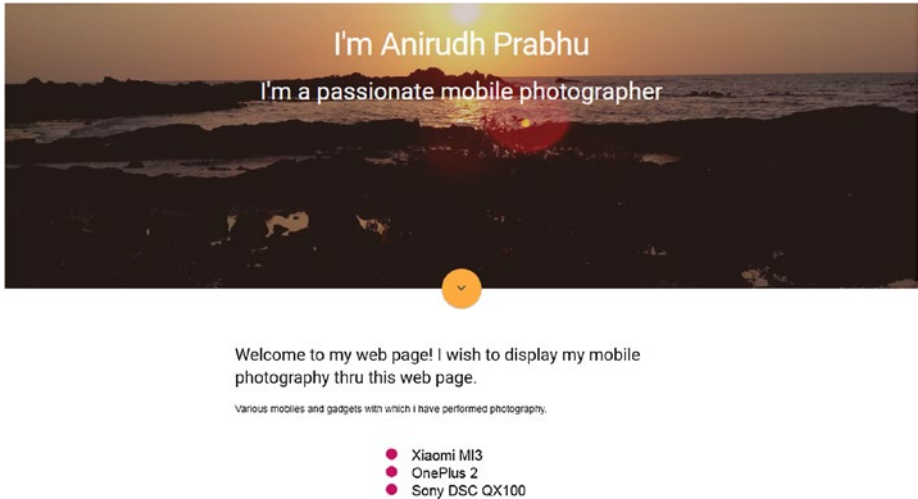 I'm Anirudh Prabhu
I'm a passionate mobile photographer
Welcome to my web page! I wish to display my mobile
photography thru this web page.
Various mobiles and gadgets with which i have performed photography.
Xiaomi MI3
OnePlus 2
Sony DSC QX100